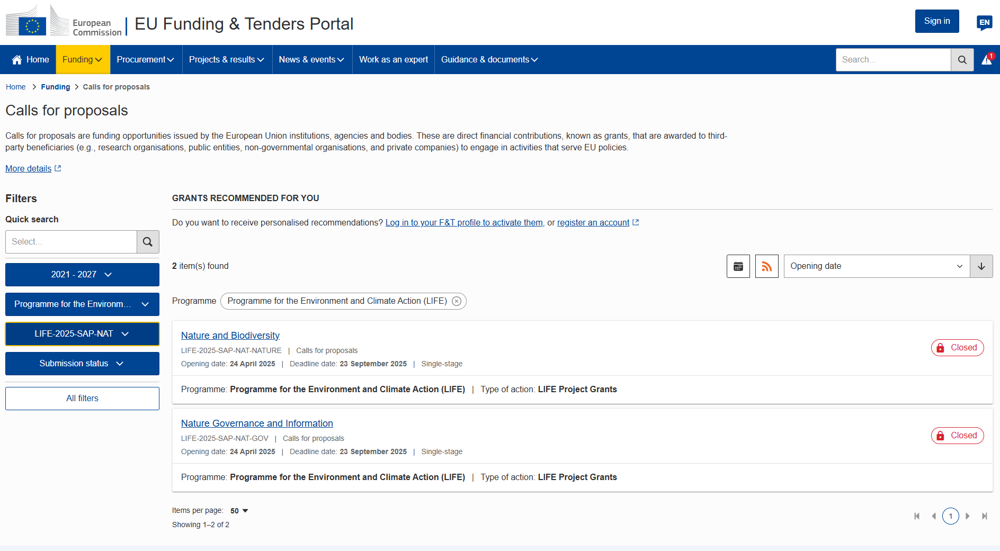 European
Commission
EU Funding & Tenders Portal
Sign in
EN
Home
Funding
Procurement
Projects & results
News & events
Work as an expert
Guidance & documents
Search...
1
Home > Funding > Calls for proposals
Calls for proposals
Calls for proposals are funding opportunities issued by the European Union institutions, agencies and bodies. These are direct financial contributions, known as grants, that are awarded to third-
party beneficiaries (e.g., research organisations, public entities, non-governmental organisations, and private companies) to engage in activities that serve EU policies.
More details
Filters
Quick search
Select...
2021 - 2027
Programme for the Environm...
LIFE-2025-SAP-NAT
Submission status
All filters
GRANTS RECOMMENDED FOR YOU
Do you want to receive personalised recommendations? Log in to your F&T profile to activate them, or register an account
2 item(s) found
Opening date
Programme Programme for the Environment and Climate Action (LIFE)
Nature and Biodiversity
LIFE-2025-SAP-NAT-NATURE | Calls for proposals
Opening date: 24 April 2025 | Deadline date: 23 September 2025 | Single-stage
Closed
Programme: Programme for the Environment and Climate Action (LIFE) | Type of action: LIFE Project Grants
Nature Governance and Information
LIFE-2025-SAP-NAT-GOV | Calls for proposals
Opening date: 24 April 2025 | Deadline date: 23 September 2025 | Single-stage
Closed
Programme: Programme for the Environment and Climate Action (LIFE) | Type of action: LIFE Project Grants
Items per page: 50
Showing 1–2 of 2
1